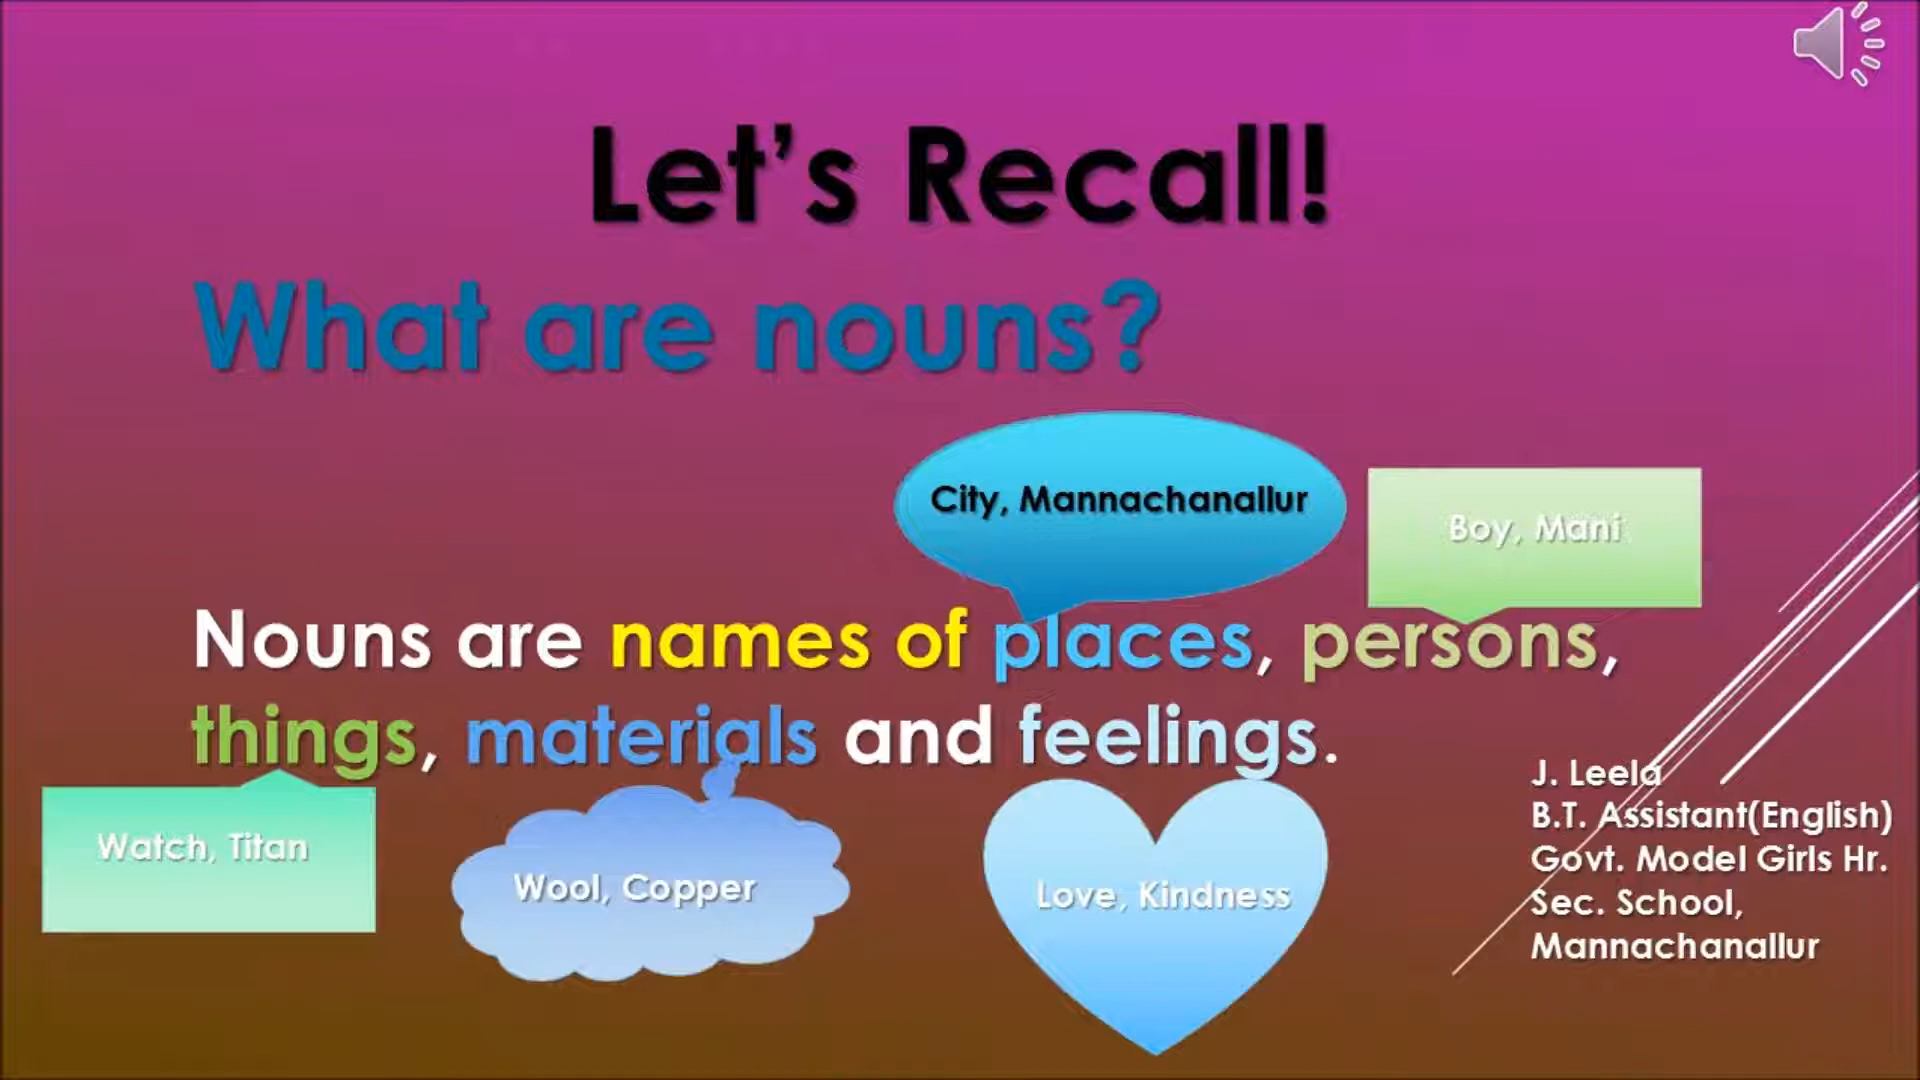 Let’s Recall!
What are nouns?
City, Mannachanallur
Boy, Mani
Nouns are names of places, persons,
things, materials and feelings.
Watch, Titan
Wool, Copper
Love, Kindness
J. Leela
B.T. Assistant(English)
Govt. Model Girls Hr.
Sec. School,
Mannachanallur